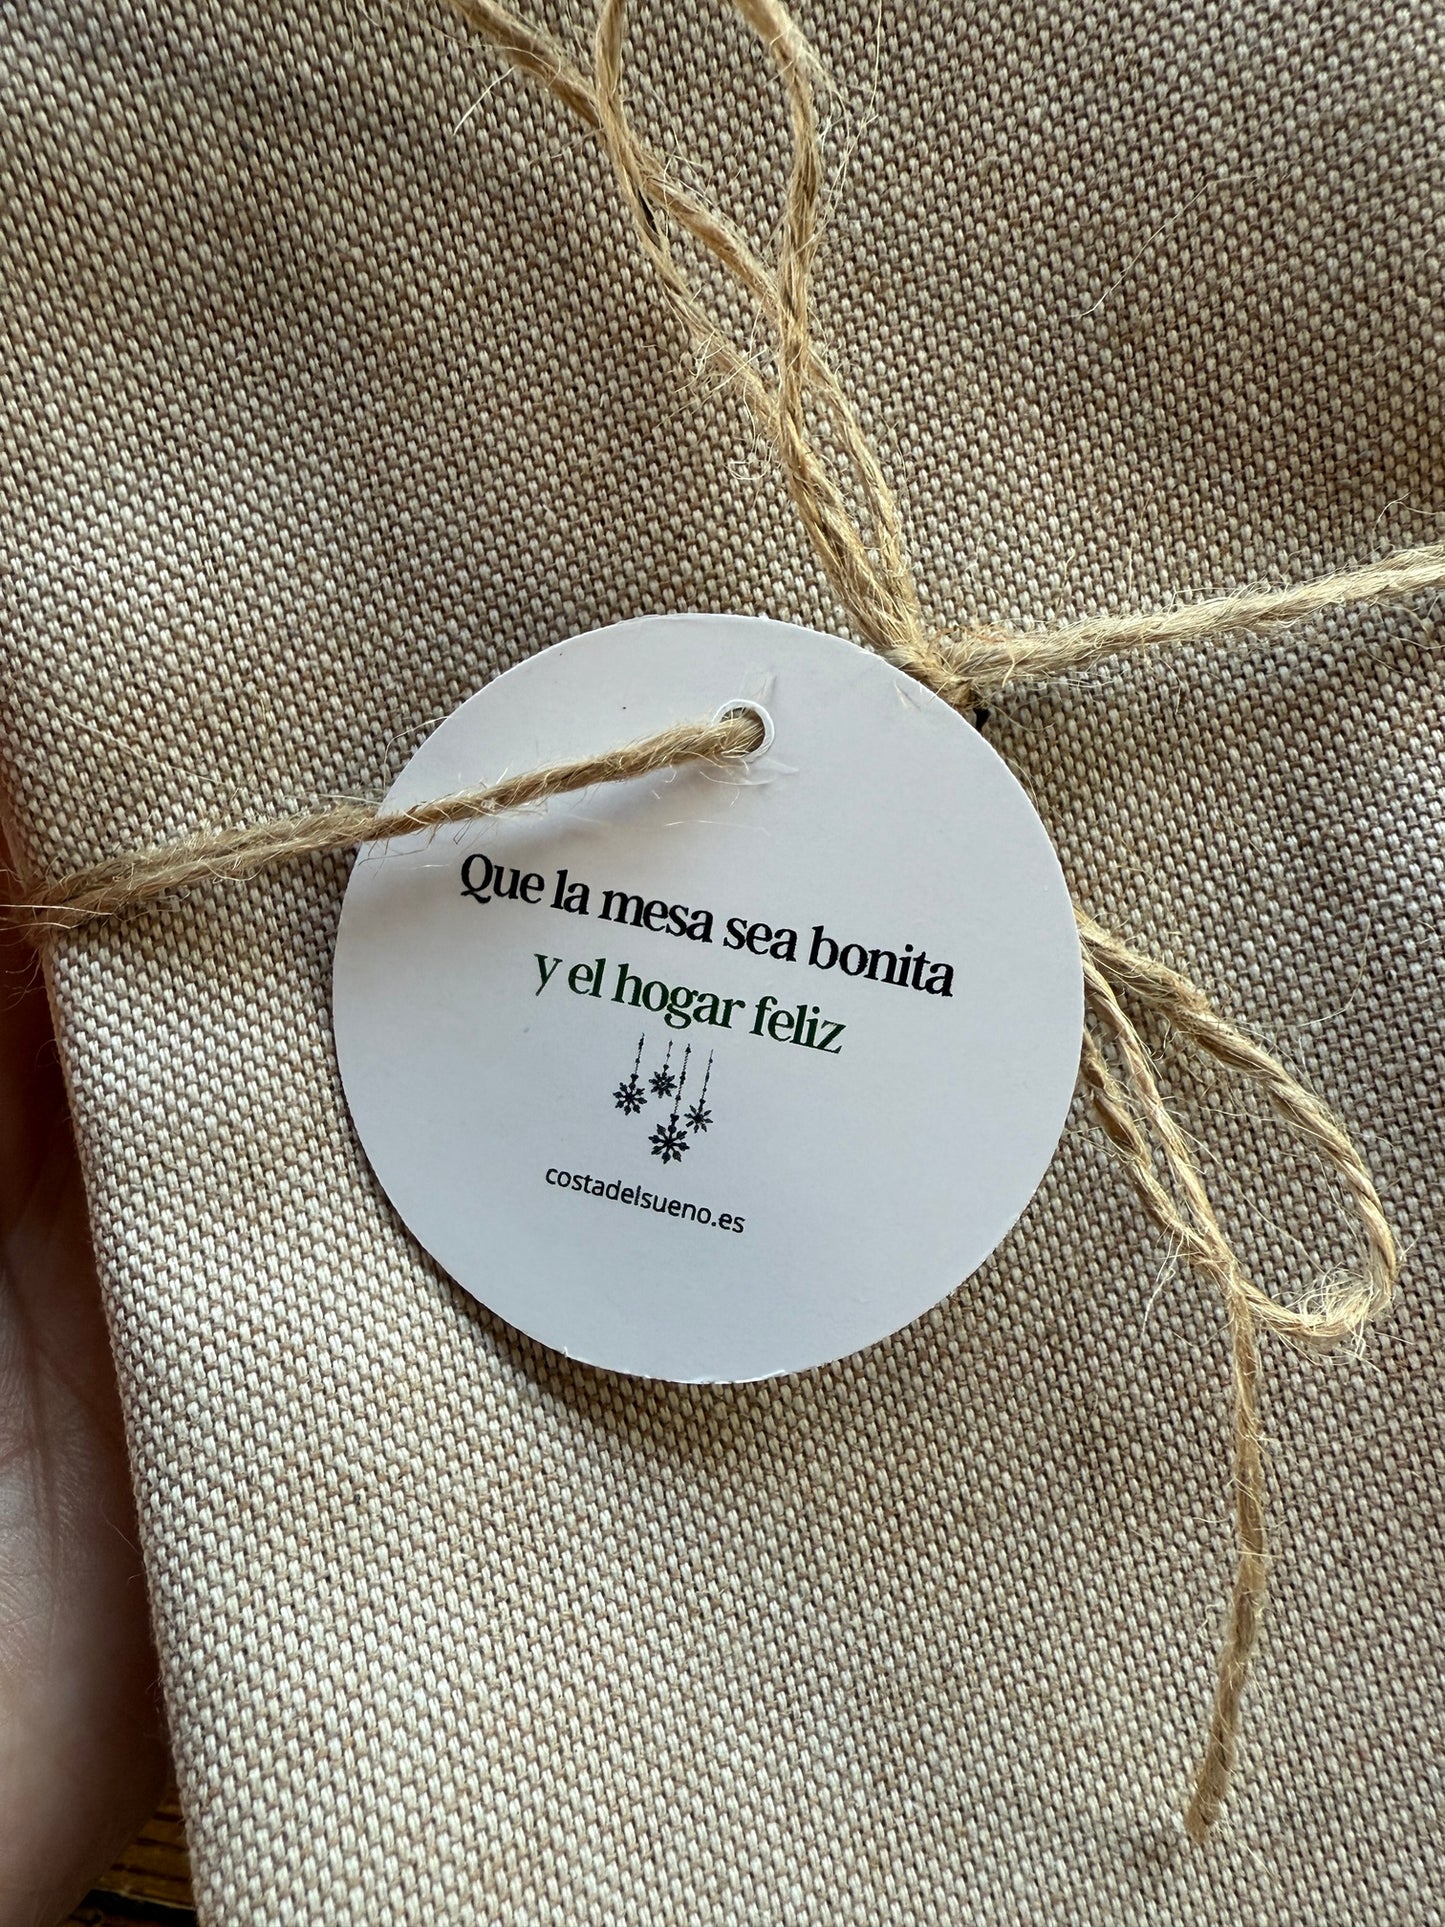 Que la mesa sea bonita
y el hogar feliz
costadelsueno.es